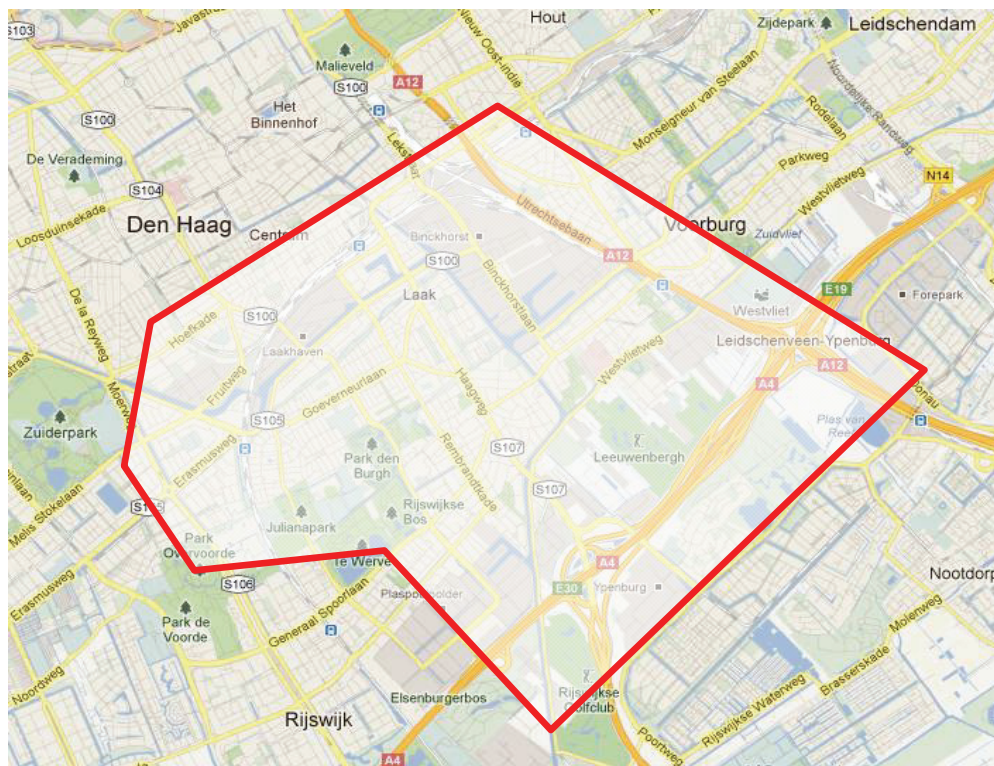 S103
Javastraat
Nieuw Oost-indië
Hout
Zijdepark
Leidschendam
Malieveld
A12
S100
Het
Binnenhof
S100
Monseigneur van Steelaan
Rodelaan
Noordelijke Randweg
De Verademing
S104
Parkweg
N14
Westvlietweg
Loosduinsekade
Den Haag
Centrum
Utrechtsebaan
Voorburg
Zuidvliet
Binckhorst
S100
A12
E19
Forepark
De la Reyweg
Laak
Binckhorstlaan
Westvliet
Hoefkade
S100
Laakhaven
Westvlietweg
Leidschenveen-Ypenburg
A12
A4
Donau
Moerweg
Fruitweg
Goeverneurlaan
Haagweg
S105
Plas van
Zuiderpark
Erasmusweg
Park den
Burgh
Rembrandtkade
S107
Leeuwenbergh
Melis Stokelaan
S107
Julianapark
Rijswijkse
Bos
Park
Overvoorde
Te Werve
A4
Erasmusweg
S106
Plaspoelpolder
E30
Ypenburg
Nootdorp
Park de
Voorde
Generaal Spoorlaan
Molenweg
Noordweg
Elsenburgerbos
Rijswijkse
Golfclub
Brasserskade
Rijswijk
Rijswijkse Waterweg
Poortweg
A4